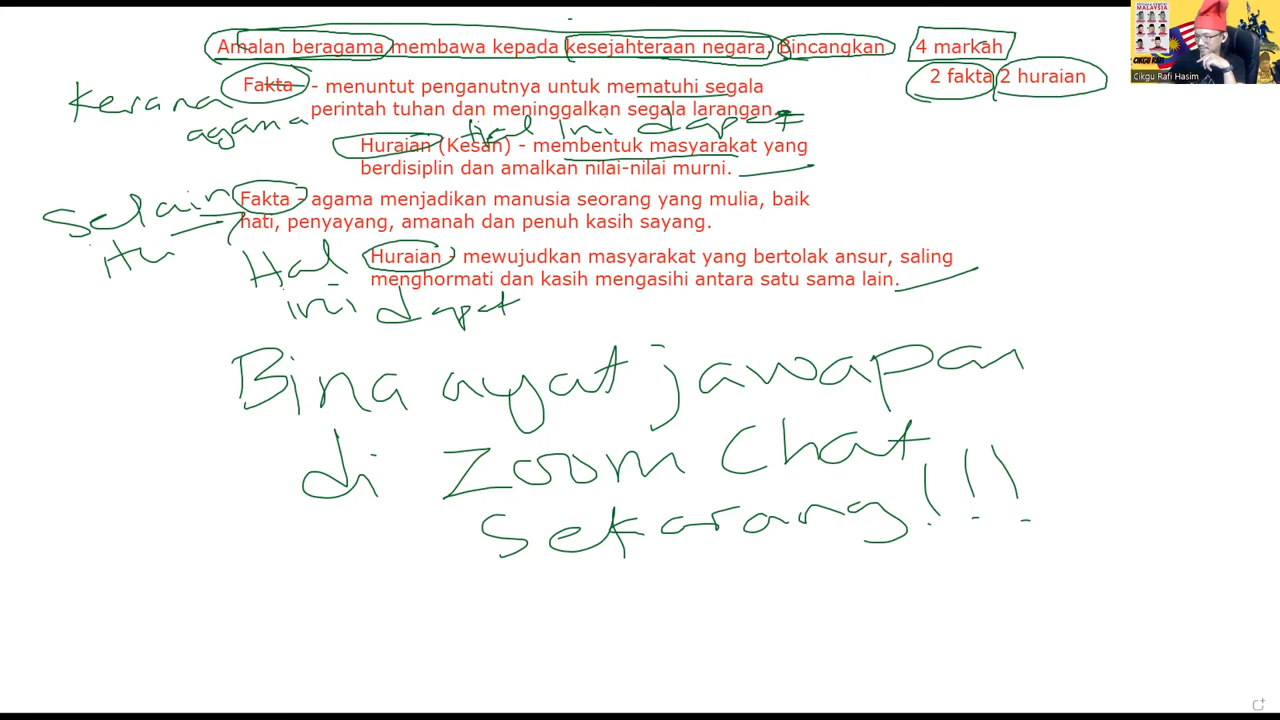 Amalan beragama membawa kepada kesejahteraan negara. Bincangkan 4 markah
2 fakta 2 huraian
Kerana agama
Fakta - menuntut penganutnya untuk mematuhi segala
perintah tuhan dan meninggalkan segala larangan.
Hal ini dapat
Huraian (Kesan) - membentuk masyarakat yang
berdisiplin dan amalkan nilai-nilai murni.
Selain itu
Fakta - agama menjadikan manusia seorang yang mulia, baik
hati, penyayang, amanah dan penuh kasih sayang.
Hal ini dapat
Huraian - mewujudkan masyarakat yang bertolak ansur, saling
menghormati dan kasih mengasihi antara satu sama lain.
Bina ayat jawapan
di Zoom Chat
sekarang!!!
MALAYSIA
CIKGU RAFI
Cikgu Rafi Hasim